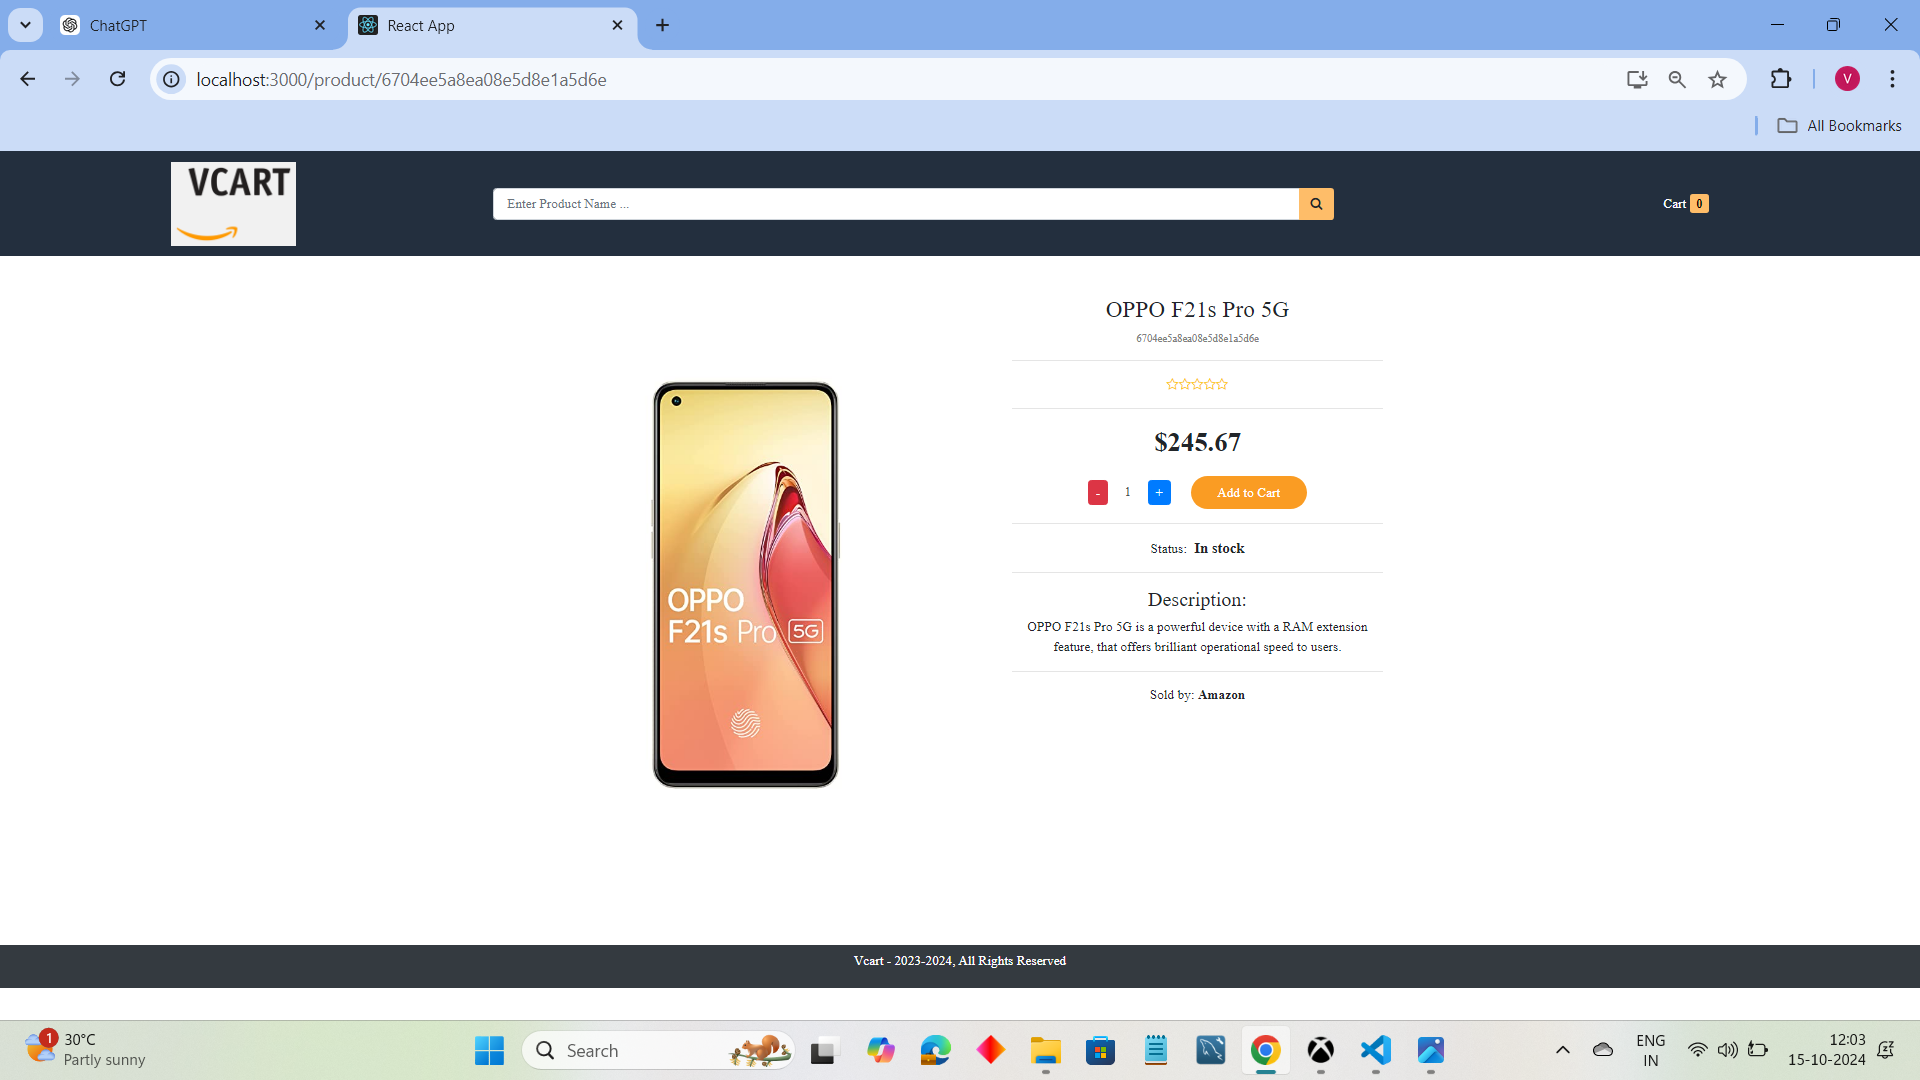 ChatGPT
React App
localhost:3000/product/6704ee5a8ea08e5d8e1a5d6e
V
All Bookmarks
VCART
Enter Product Name ...
Cart 0
OPPO F21s Pro 5G
6704ee5a8ea08e5d8e1a5d6e
$245.67
- 1 + Add to Cart
Status: In stock
Description:
OPPO F21s Pro 5G is a powerful device with a RAM extension
feature, that offers brilliant operational speed to users.
Sold by: Amazon
OPPO
F21s Pro 5G
Vcart - 2023-2024, All Rights Reserved
1
30°C
Partly sunny
Search
ENG
IN
12:03
15-10-2024